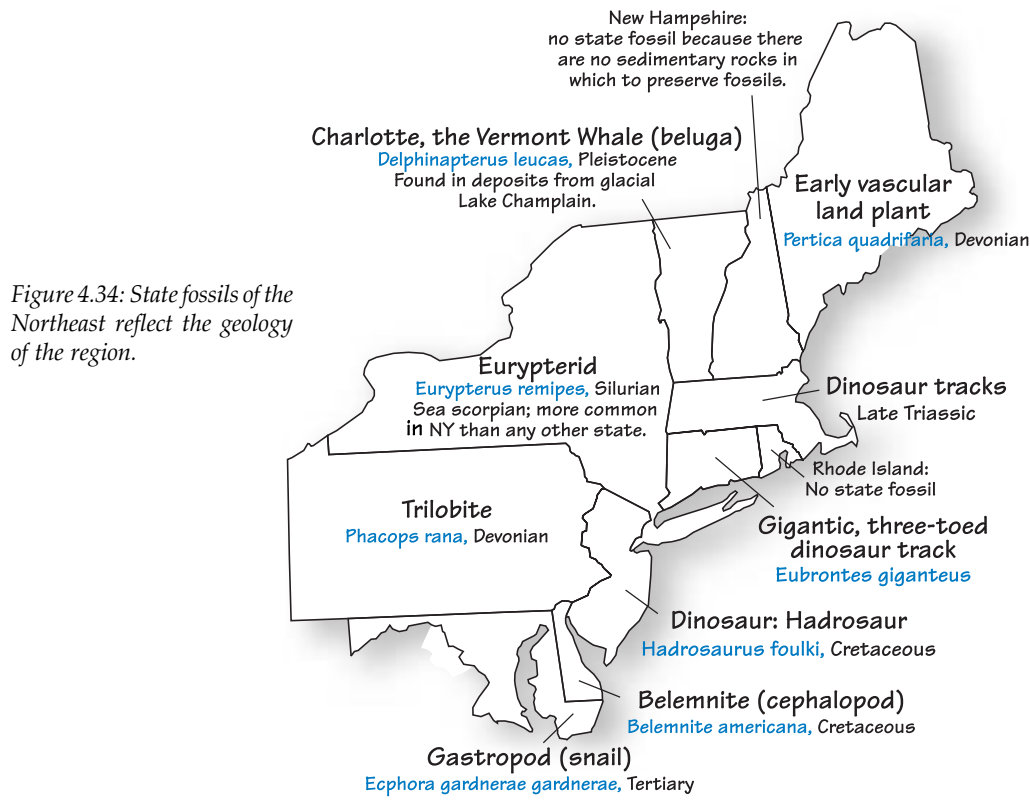 New Hampshire:
no state fossil because there
are no sedimentary rocks in
which to preserve fossils.
Charlotte, the Vermont Whale (beluga)
Delphinapterus leucas, Pleistocene
Found in deposits from glacial
Lake Champlain.
Early vascular
land plant
Pertica quadrifaria, Devonian
Figure 4.34: State fossils of the
Northeast reflect the geology
of the region.
Eurypterid
Eurypterus remipes, Silurian
Sea scorpian; more common
in NY than any other state.
Dinosaur tracks
Late Triassic
Rhode Island:
No state fossil
Trilobite
Phacops rana, Devonian
Gigantic, three-toed
dinosaur track
Eubrontes giganteus
Dinosaur: Hadrosaur
Hadrosaurus foulki, Cretaceous
Belemnite (cephalopod)
Belemnite americana, Cretaceous
Gastropod (snail)
Ecphora gardnerae gardnerae, Tertiary